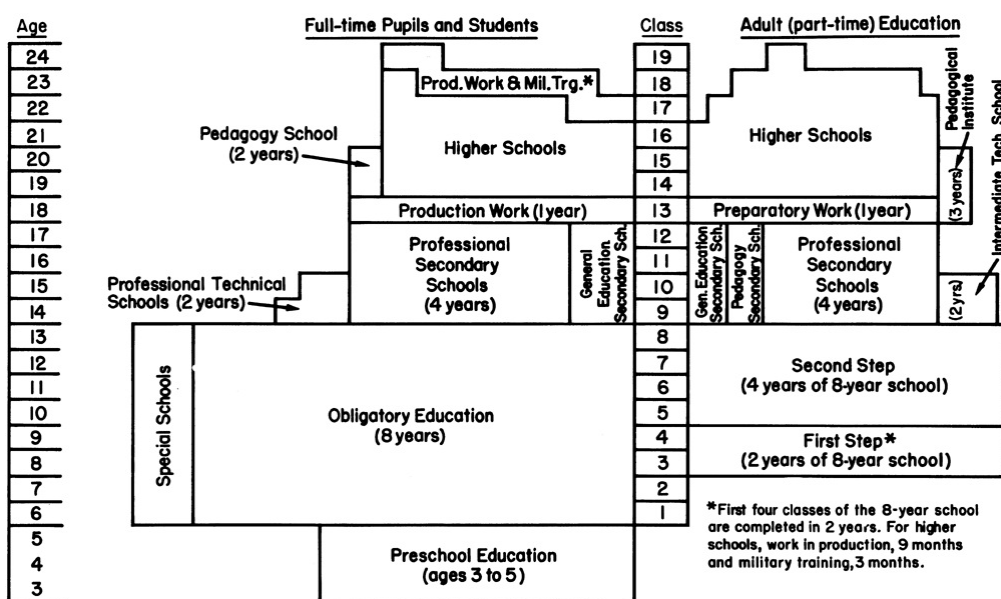 Age
Full-time Pupils and Students
Class
Adult (part-time) Education
24
23
22
21
20
19
18
17
16
15
14
13
12
11
10
9
8
7
6
5
4
3
19
18
17
16
15
14
13
12
11
10
9
8
7
6
5
4
3
2
1
Prod. Work & Mil. Trg.*
Pedagogy School
(2 years)
Higher Schools
Production Work (1 year)
Professional
Secondary
Schools
(4 years)
General
Education
Secondary Sch.
Professional Technical
Schools (2 years)
Special Schools
Obligatory Education
(8 years)
Preschool Education
(ages 3 to 5)
Higher Schools
Pedagogical
Institute
(3 years)
Intermediate Tech. School
(2 yrs)
Preparatory Work (1 year)
Gen. Education
Secondary Sch.
Pedagogy
Secondary Sch.
Professional
Secondary
Schools
(4 years)
Second Step
(4 years of 8-year school)
First Step*
(2 years of 8-year school)
*First four classes of the 8-year school
are completed in 2 years. For higher
schools, work in production, 9 months
and military training, 3 months.